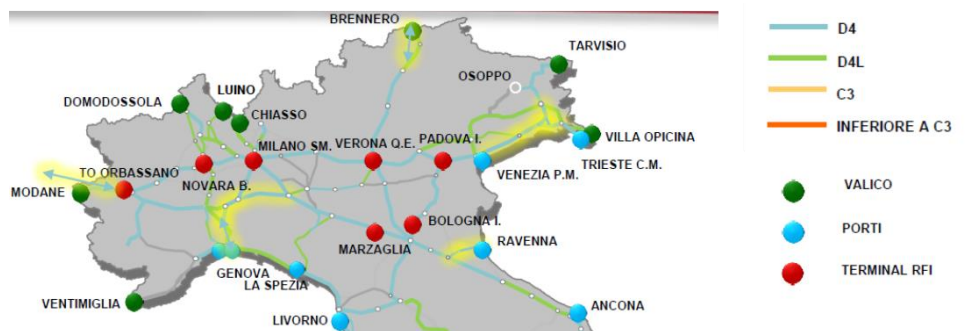 BRENNERO
TARVISIO
OSOPPO
LUINO
DOMODOSSOLA
CHIASSO
VILLA OPICINA
MILANO SM.
VERONA Q.E.
PADOVA I.
TRIESTE C.M.
VENEZIA P.M.
TO ORBASSANO
MODANE
NOVARA B.
BOLOGNA I.
MARZAGLIA
RAVENNA
GENOVA
LA SPEZIA
VENTIMIGLIA
LIVORNO
ANCONA
D4
D4L
C3
INFERIORE A C3
VALICO
PORTI
TERMINAL RFI